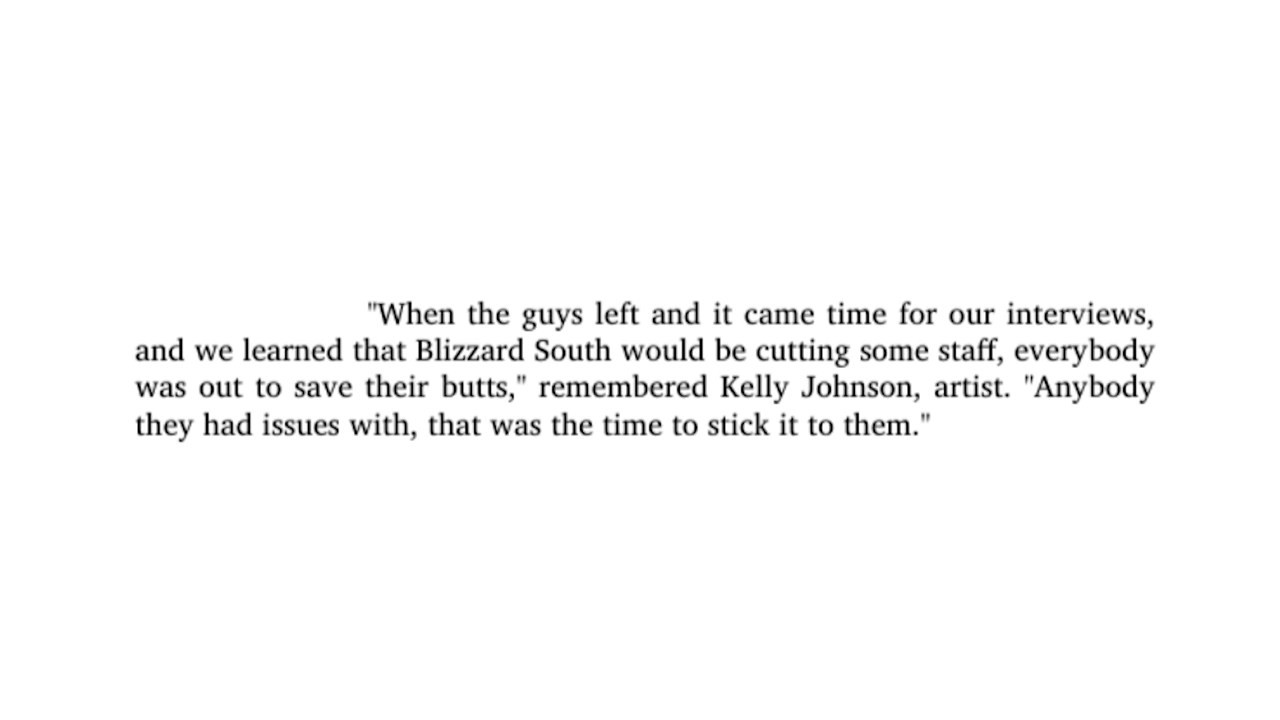 "When the guys left and it came time for our interviews,
and we learned that Blizzard South would be cutting some staff, everybody
was out to save their butts," remembered Kelly Johnson, artist. "Anybody
they had issues with, that was the time to stick it to them."